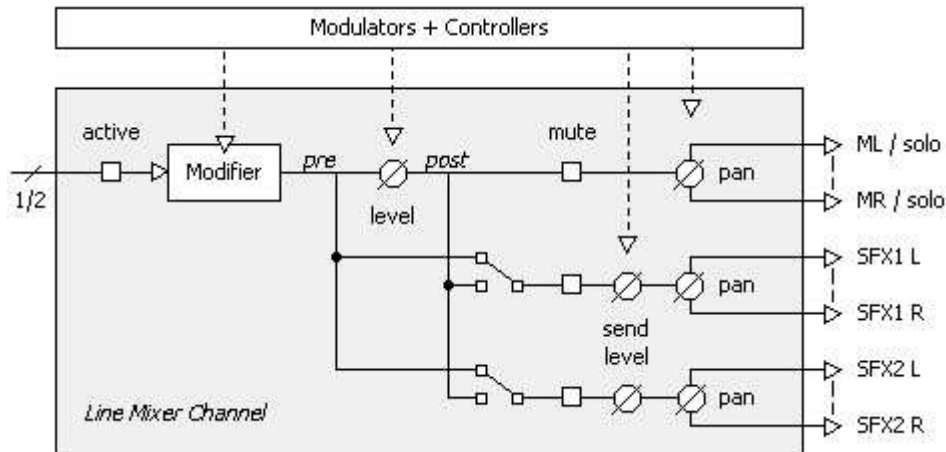 Modulators + Controllers
active
mute
ML / solo
1/2
Modifier
pre
post
level
pan
MR / solo
SFX1 L
pan
SFX1 R
send
level
SFX2 L
pan
SFX2 R
Line Mixer Channel